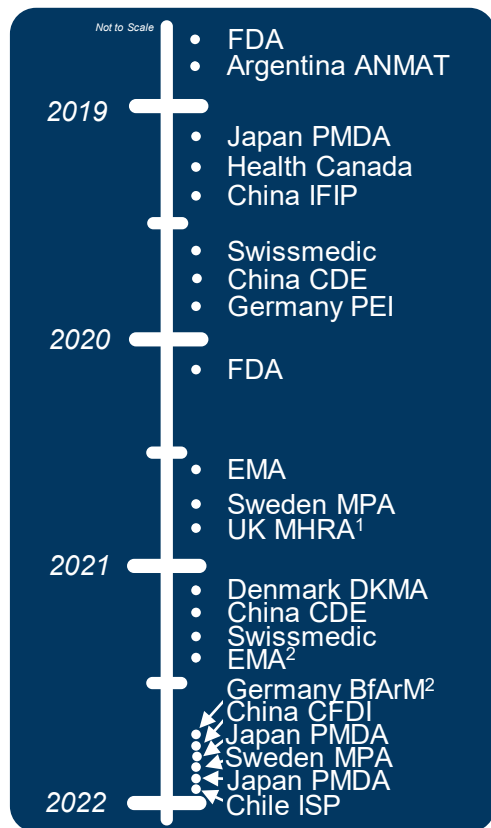 Not to Scale
FDA
Argentina ANMAT
2019
Japan PMDA
Health Canada
China IFIP
Swissmedic
China CDE
Germany PEI
2020
FDA
EMA
Sweden MPA
UK MHRA¹
2021
Denmark DKMA
China CDE
Swissmedic
EMA²
Germany BfArM²
China CFDI
Japan PMDA
Sweden MPA
Japan PMDA
2022
Chile ISP